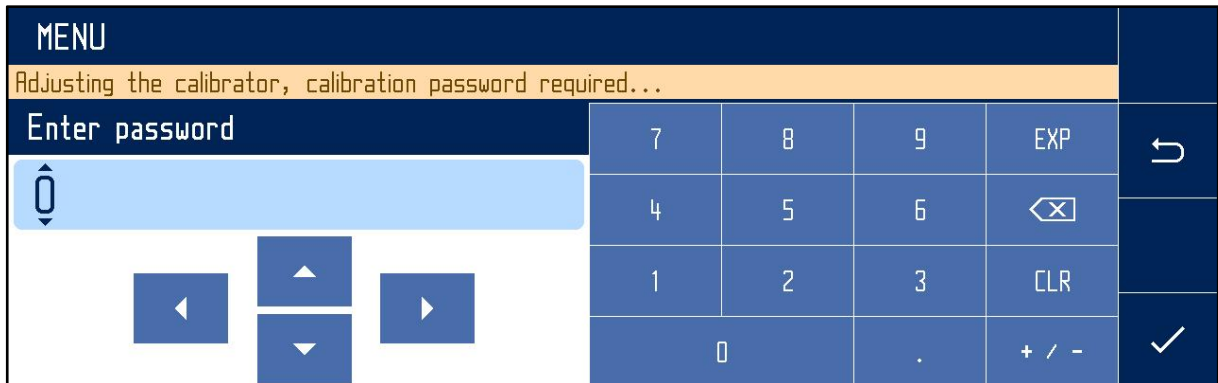 MENU
Adjusting the calibrator, calibration password required...
Enter password
0
7 8 9 EXP
4 5 6
1 2 3 CLR
0 . + / -